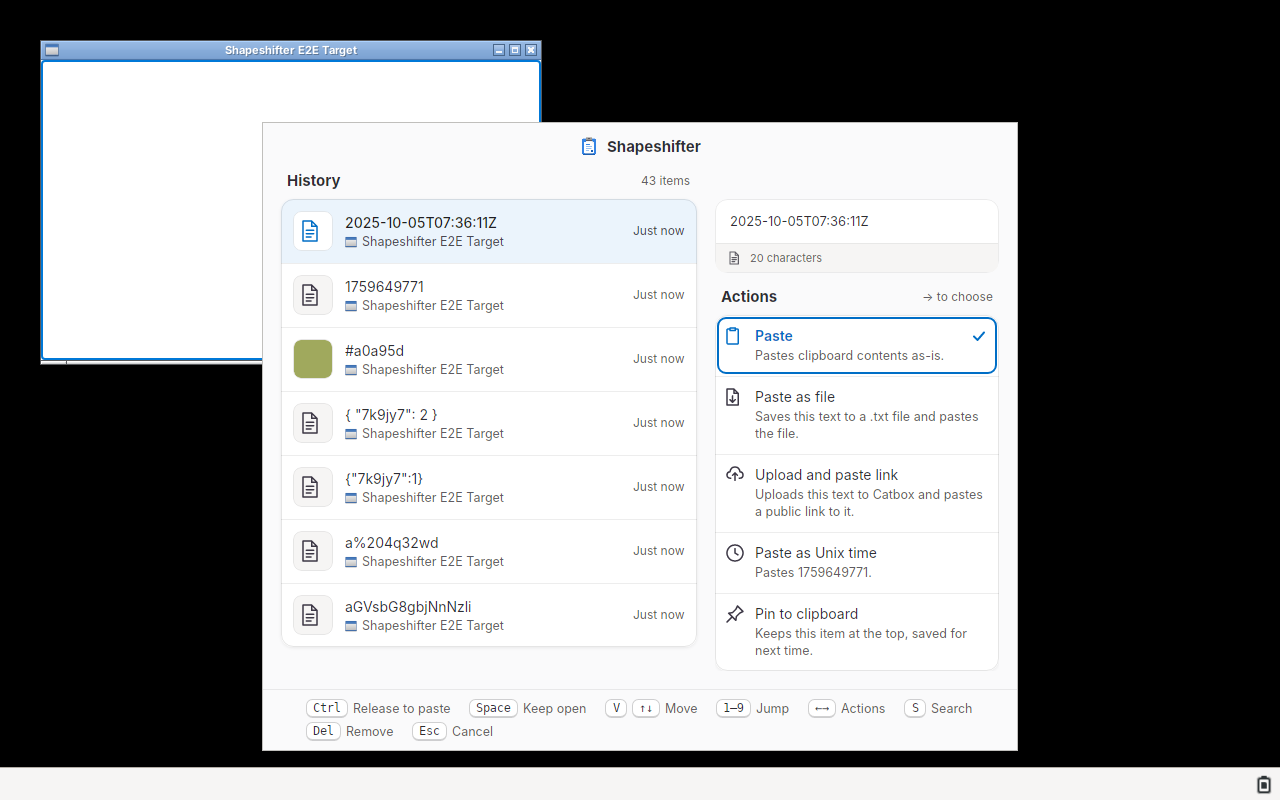 Shapeshifter E2E Target
Shapeshifter
History
43 items
2025-10-05T07:36:11Z
Shapeshifter E2E Target
Just now
1759649771
Shapeshifter E2E Target
Just now
#a0a95d
Shapeshifter E2E Target
Just now
{ "7k9jy7": 2 }
Shapeshifter E2E Target
Just now
{"7k9jy7":1}
Shapeshifter E2E Target
Just now
a%204q32wd
Shapeshifter E2E Target
Just now
aGVsbG8gbjNnNzli
Shapeshifter E2E Target
Just now
2025-10-05T07:36:11Z
20 characters
Actions
→ to choose
Paste
Pastes clipboard contents as-is.
Paste as file
Saves this text to a .txt file and pastes
the file.
Upload and paste link
Uploads this text to Catbox and pastes
a public link to it.
Paste as Unix time
Pastes 1759649771.
Pin to clipboard
Keeps this item at the top, saved for
next time.
Ctrl Release to paste Space Keep open V ↑↓ Move 1–9 Jump ←→ Actions S Search
Del Remove Esc Cancel